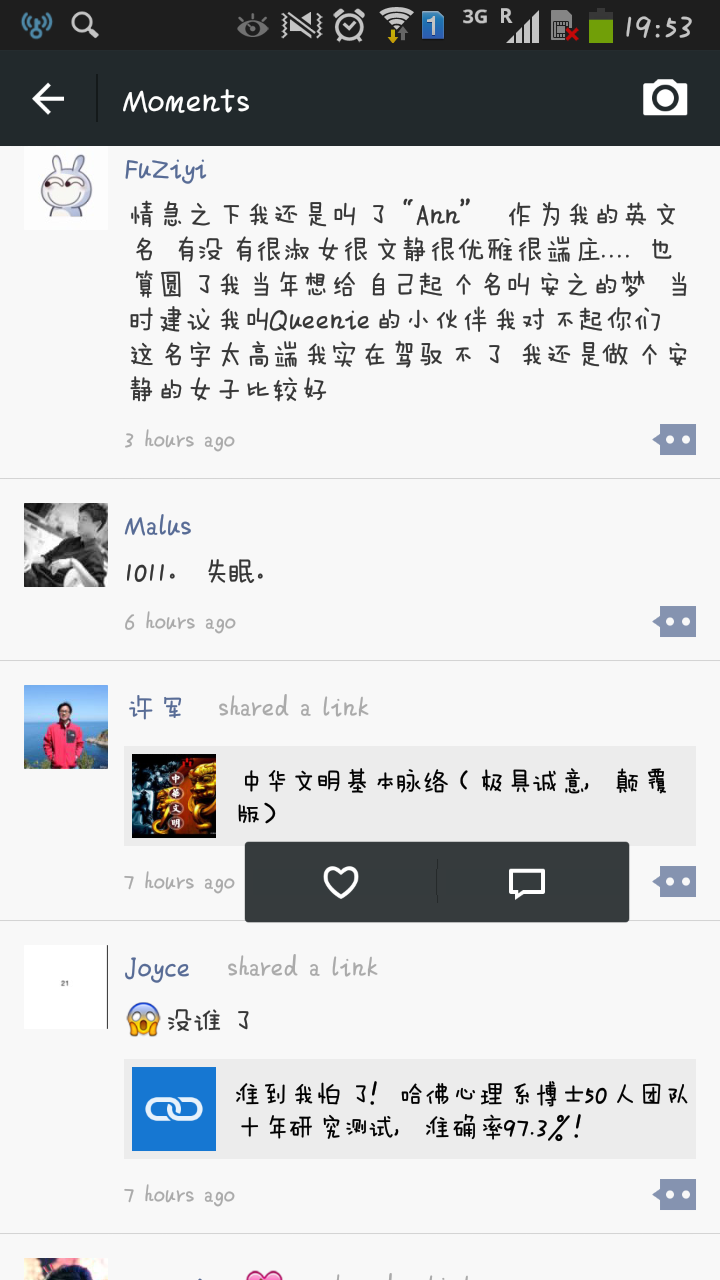 3G R 19:53
1
Moments
FuZiyi
情急之下我还是叫了“Ann” 作为我的英文
名 有没有很淑女很文静很优雅很端庄.... 也
算圆了我当年想给自己起个名叫安之的梦 当
时建议我叫Queenie的小伙伴我对不起你们
这名字太高端我实在驾驭不了 我还是做个安
静的女子比较好
3 hours ago
Malus
1011。 失眠。
6 hours ago
许军 shared a link
中华文明
中华文明基本脉络(极具诚意, 颠覆
版)
7 hours ago
Joyce shared a link
21
😱没谁了
准到我怕了! 哈佛心理系博士50人团队
十年研究测试, 准确率97.3%!
7 hours ago